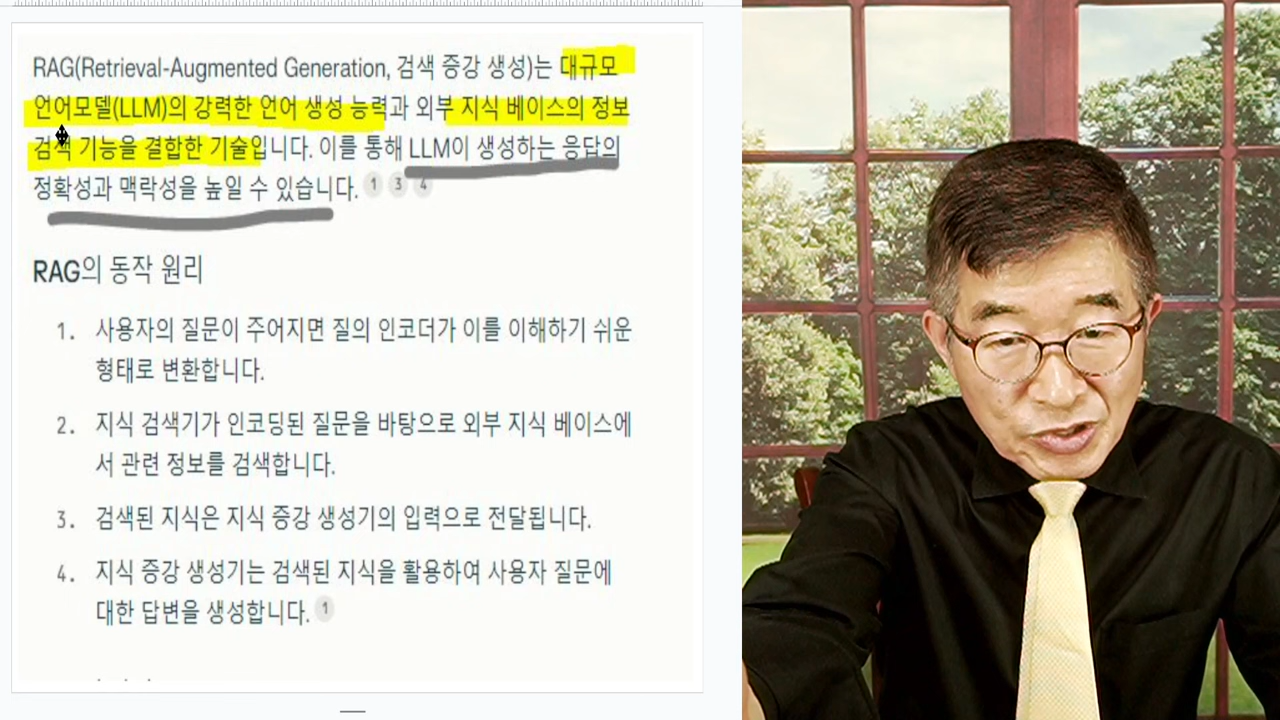 RAG(Retrieval-Augmented Generation, 검색 증강 생성)는 대규모
언어모델(LLM)의 강력한 언어 생성 능력과 외부 지식 베이스의 정보
검색 기능을 결합한 기술입니다. 이를 통해 LLM이 생성하는 응답의
정확성과 맥락성을 높일 수 있습니다. 1 3 4
RAG의 동작 원리
1. 사용자의 질문이 주어지면 질의 인코더가 이를 이해하기 쉬운
형태로 변환합니다.
2. 지식 검색기가 인코딩된 질문을 바탕으로 외부 지식 베이스에
서 관련 정보를 검색합니다.
3. 검색된 지식은 지식 증강 생성기의 입력으로 전달됩니다.
4. 지식 증강 생성기는 검색된 지식을 활용하여 사용자 질문에
대한 답변을 생성합니다. 1